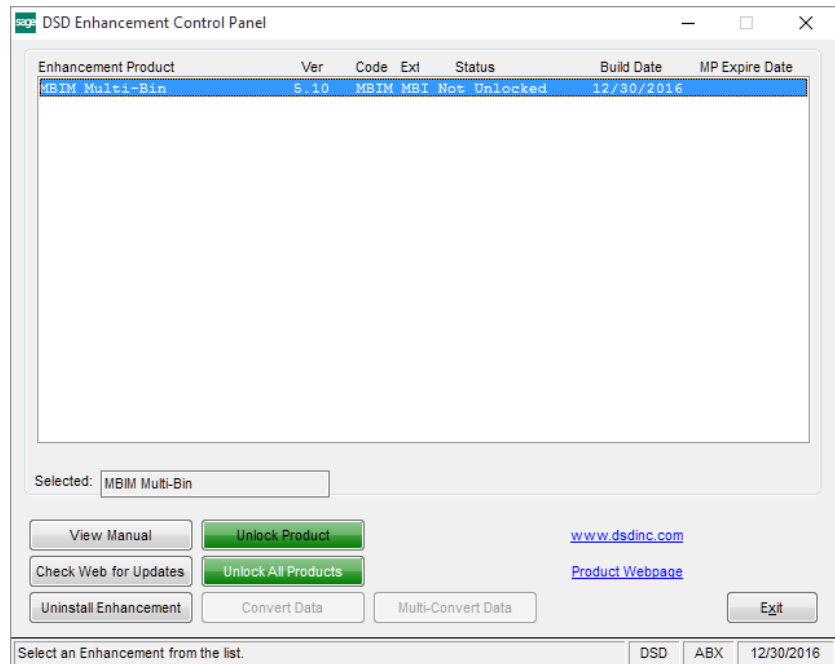 sage DSD Enhancement Control Panel
Enhancement Product Ver Code Ext Status Build Date MP Expire Date
MBIM Multi-Bin 5.10 MBIM MBI Not Unlocked 12/30/2016
Selected: MBIM Multi-Bin
View Manual Unlock Product www.dsdinc.com
Check Web for Updates Unlock All Products Product Webpage
Uninstall Enhancement Convert Data Multi-Convert Data Exit
Select an Enhancement from the list. DSD ABX 12/30/2016